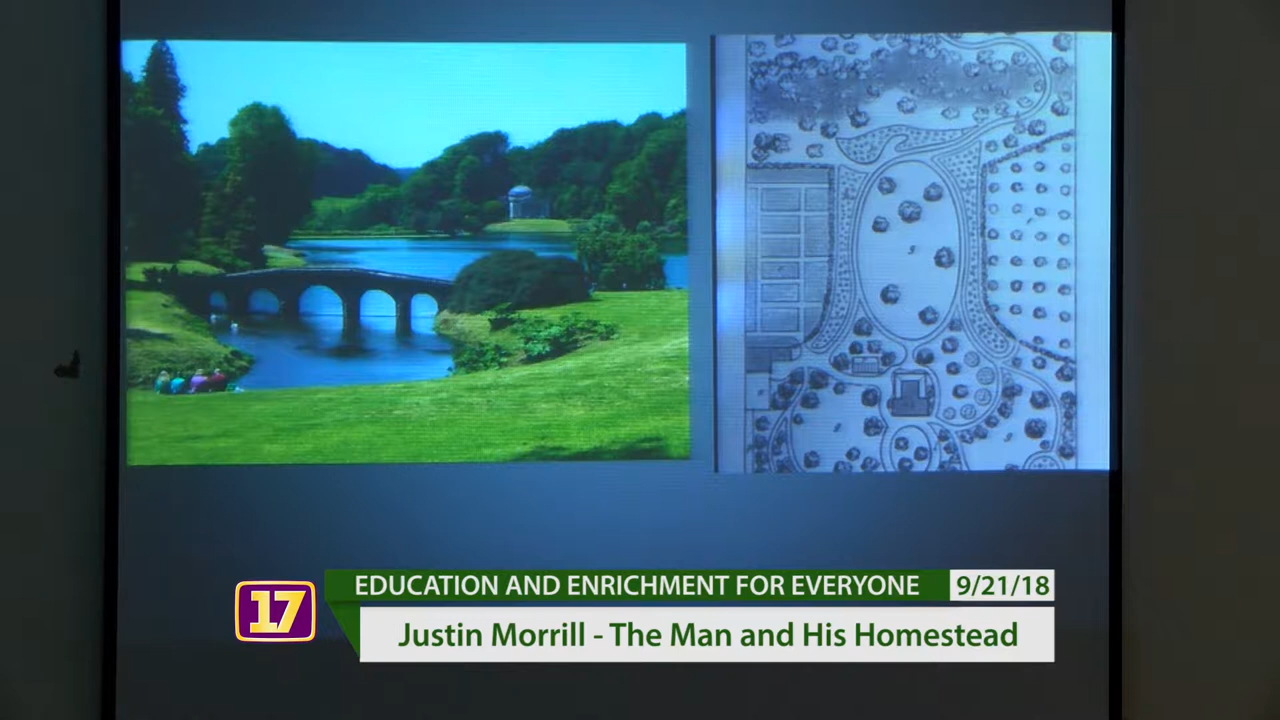 17
EDUCATION AND ENRICHMENT FOR EVERYONE
9/21/18
Justin Morrill - The Man and His Homestead